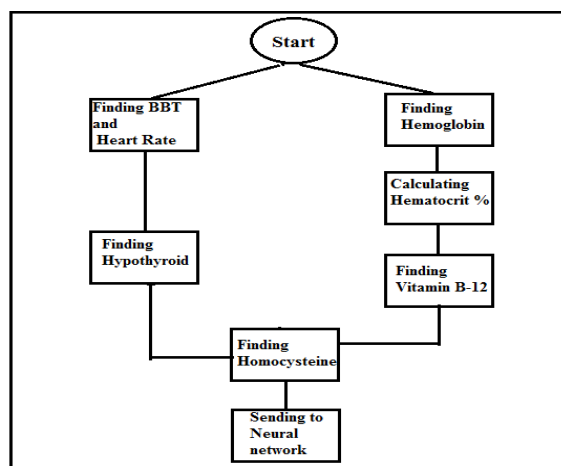 Start
Finding BBT
and
Heart Rate
Finding
Hemoglobin
Calculating
Hematocrit %
Finding
Hypothyroid
Finding
Vitamin B-12
Finding
Homocysteine
Sending to
Neural
network